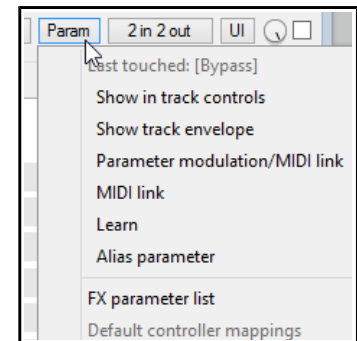 Param 2 in 2 out UI
Last touched: [Bypass]
Show in track controls
Show track envelope
Parameter modulation/MIDI link
MIDI link
Learn
Alias parameter
FX parameter list
Default controller mappings